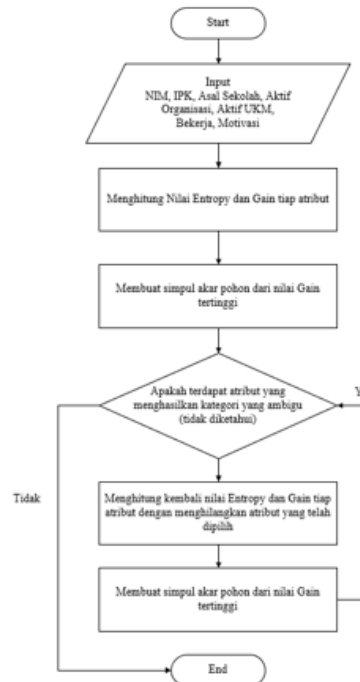 Start
Input
NIM, IPK, Asal Sekolah, Aktif
Organisasi, Aktif UKM,
Bekerja, Motivasi
Menghitung Nilai Entropy dan Gain tiap atribut
Membuat simpul akar pohon dari nilai Gain
tertinggi
Apakah terdapat atribut yang
menghasilkan kategori yang ambigu
(tidak diketahui)
Y
Tidak
Menghitung kembali nilai Entropy dan Gain tiap
atribut dengan menghilangkan atribut yang telah
dipilih
Membuat simpul akar pohon dari nilai Gain
tertinggi
End